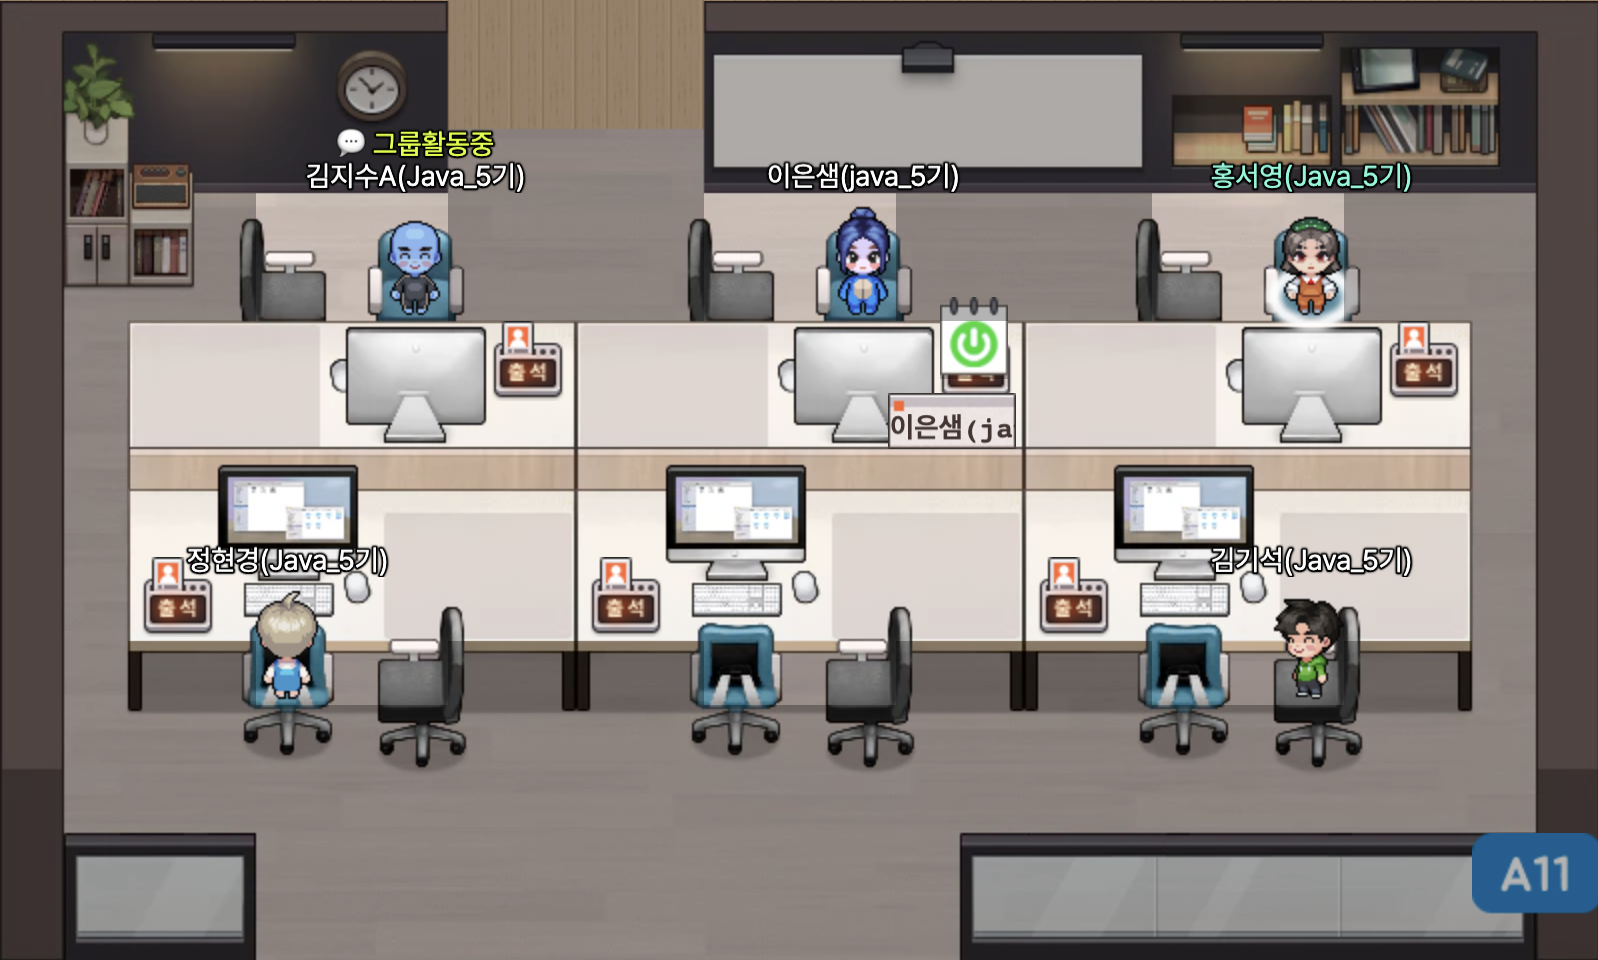 그룹활동중
김지수A(Java_5기)
이은샘(java_5기)
홍서영(Java_5기)
출석
출석
이은샘(ja
정현경(Java_5기)
김기석(Java_5기)
출석
출석
출석
A11